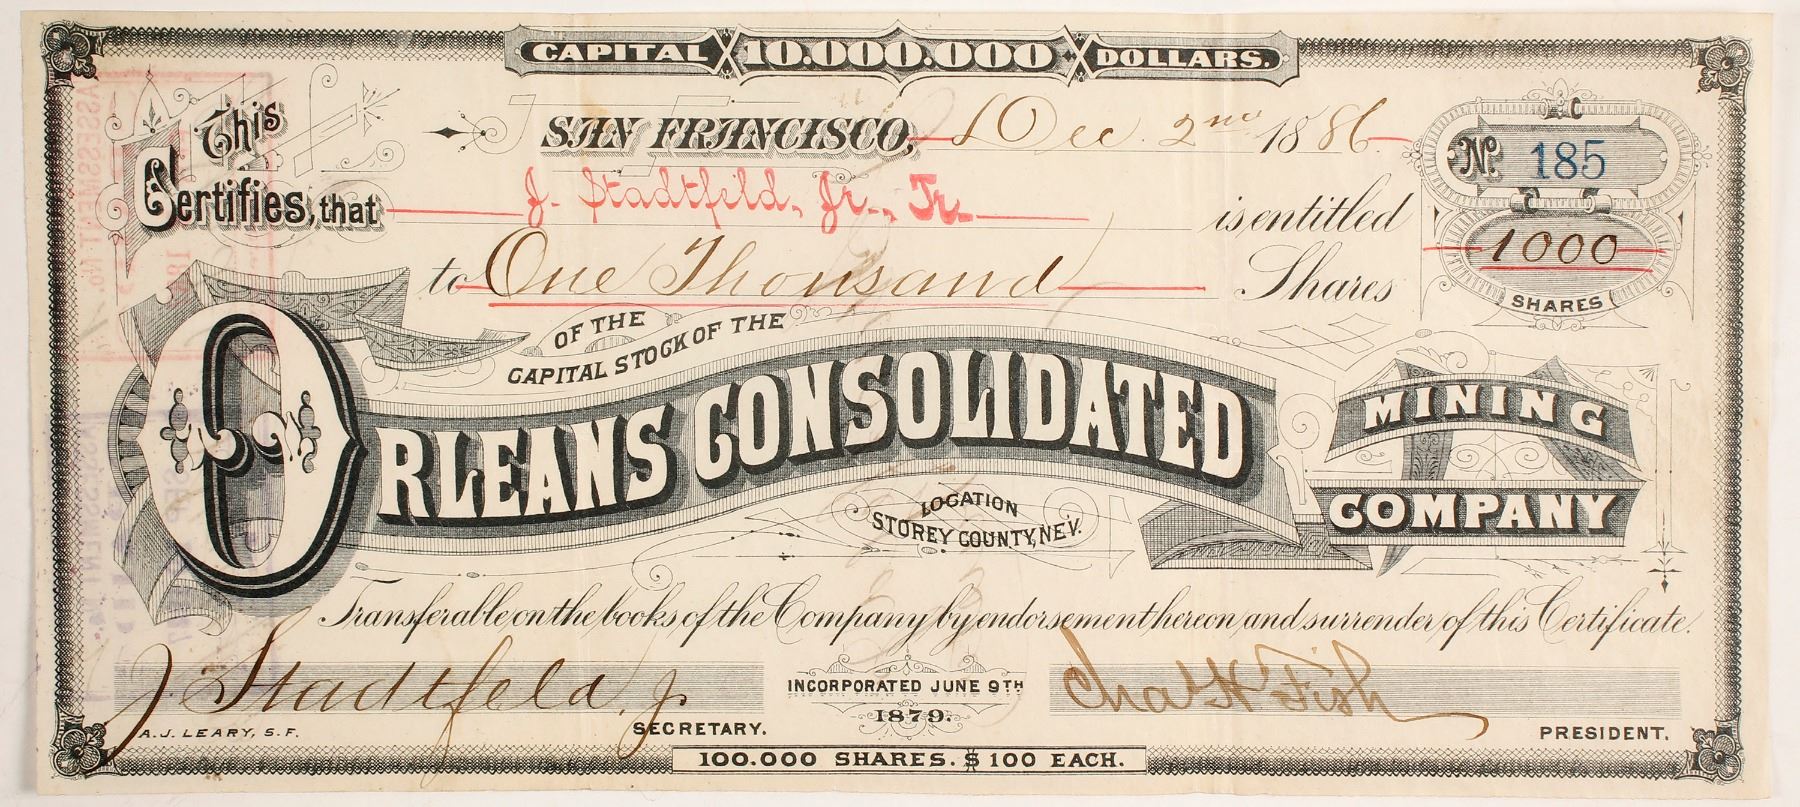 CAPITAL 10.000.000 DOLLARS.
SAN FRANCISCO, Dec. 2nd 1886
This
Certifies, that J. Stadtfeld, Jr., Tr. is entitled
to One Thousand Shares
No. 185
1000
SHARES
OF THE
CAPITAL STOCK OF THE
ORLEANS CONSOLIDATED
MINING
COMPANY
LOCATION
STOREY COUNTY, NEV.
Transferable on the books of the Company by endorsement hereon and surrender of this Certificate.
J. Stadtfeld, Jr
SECRETARY.
INCORPORATED JUNE 9TH
1879.
Chas H Fish
PRESIDENT.
A.J. LEARY, S.F.
100.000 SHARES. $ 100 EACH.
ASSESSMENT No.